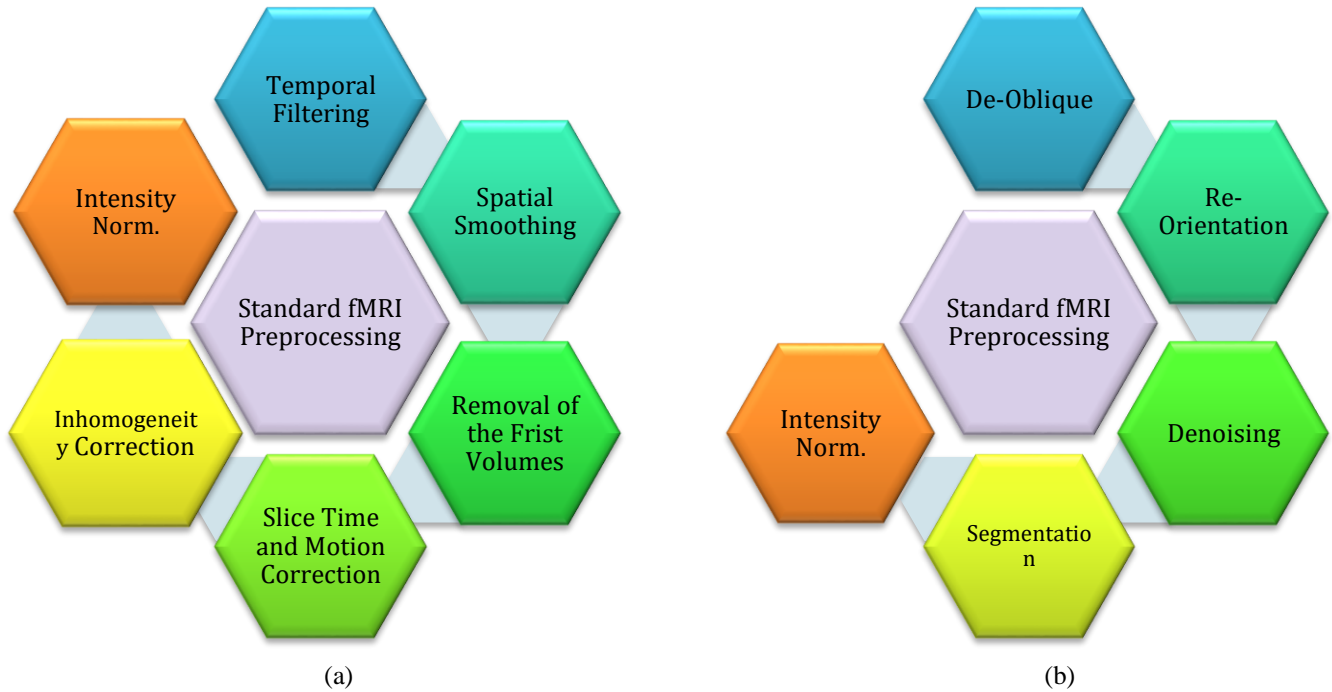 Temporal
Filtering
Spatial
Smoothing
Removal of
the Frist
Volumes
Slice Time
and Motion
Correction
Inhomogeneit
y Correction
Intensity
Norm.
Standard fMRI
Preprocessing
(a)
De-Oblique
Re-
Orientation
Denoising
Segmentatio
n
Intensity
Norm.
Standard fMRI
Preprocessing
(b)